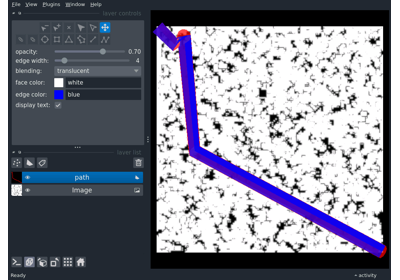 File View Plugins Window Help
layer controls
opacity: 0.70
edge width: 4
blending: translucent
face color: white
edge color: blue
display text:
layer list
path
Image
Ready
activity